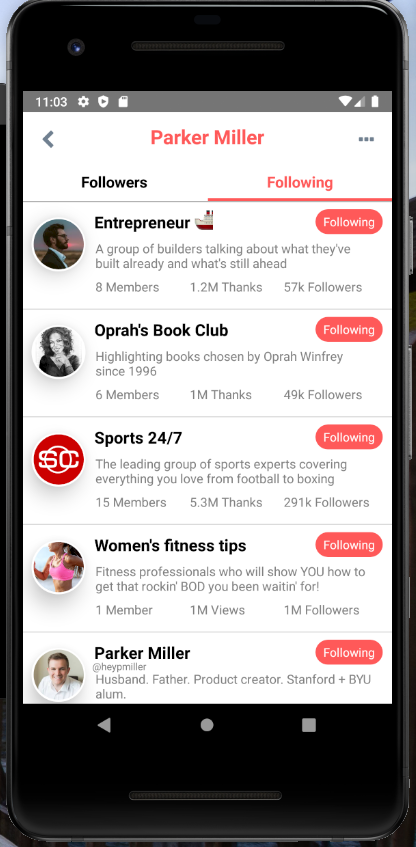 11:03
Parker Miller
Followers
Following
Entrepreneur
Following
A group of builders talking about what they've
built already and what's still ahead
8 Members 1.2M Thanks 57k Followers
Oprah's Book Club
Following
Highlighting books chosen by Oprah Winfrey
since 1996
6 Members 1M Thanks 49k Followers
SC
Sports 24/7
Following
The leading group of sports experts covering
everything you love from football to boxing
15 Members 5.3M Thanks 291k Followers
Women's fitness tips
Following
Fitness professionals who will show YOU how to
get that rockin' BOD you been waitin' for!
1 Member 1M Views 1M Followers
Parker Miller
Following
@heypmiller
Husband. Father. Product creator. Stanford + BYU
alum.